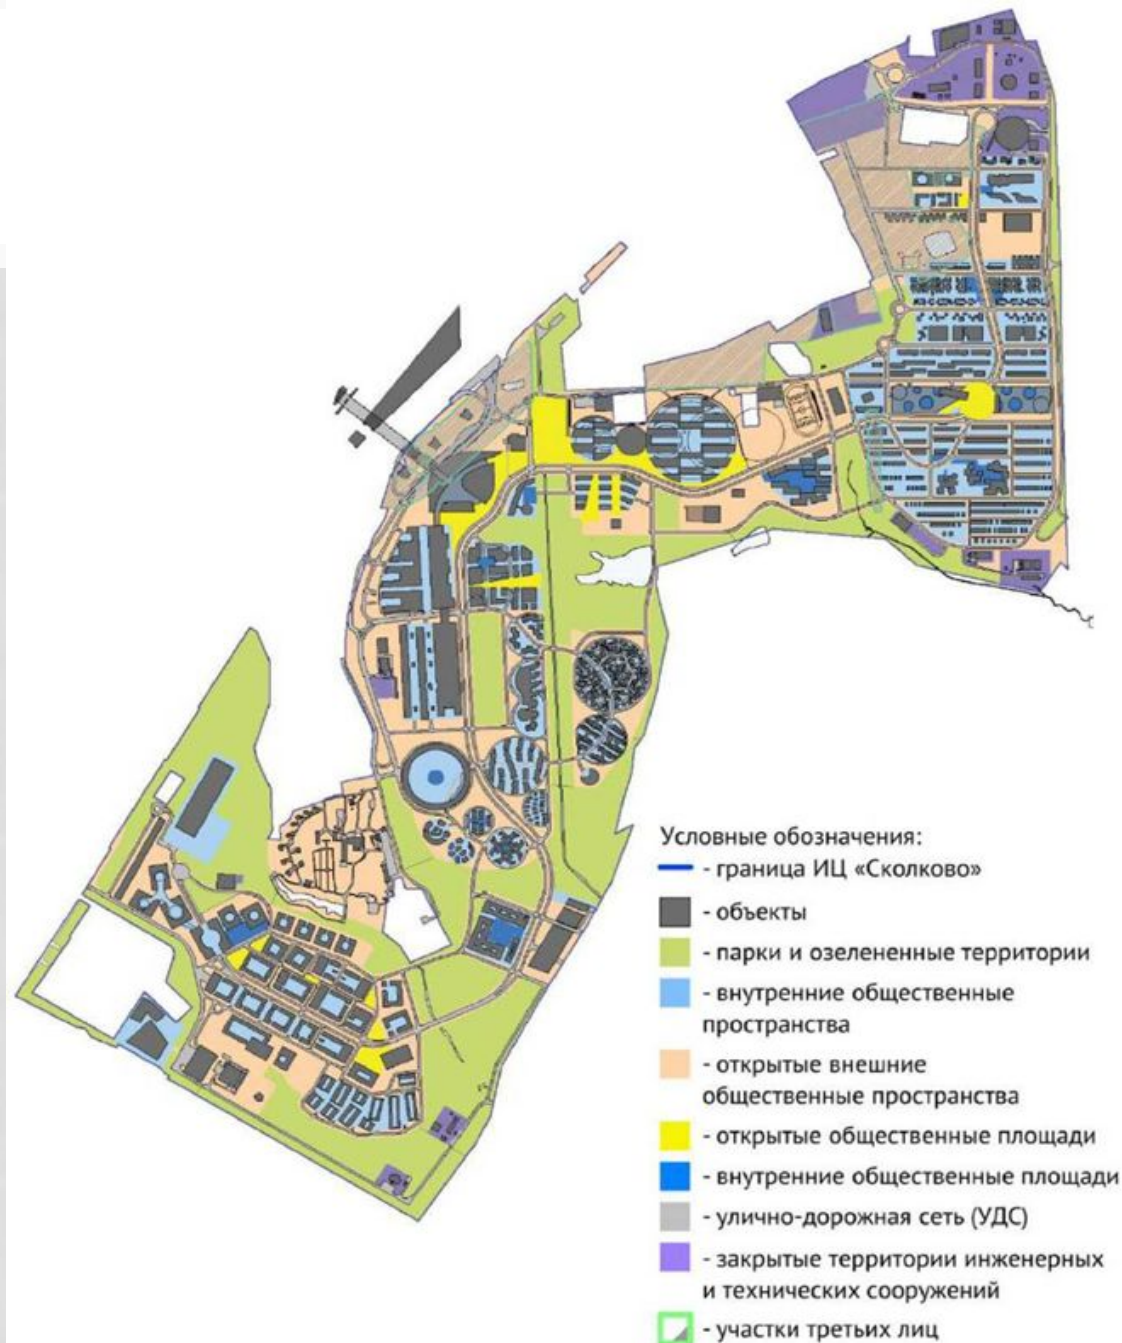 Условные обозначения:
- граница ИЦ «Сколково»
- объекты
- парки и озелененные территории
- внутренние общественные
пространства
- открытые внешние
общественные пространства
- открытые общественные площади
- внутренние общественные площади
- улично-дорожная сеть (УДС)
- закрытые территории инженерных
и технических сооружений
- участки третьих лиц